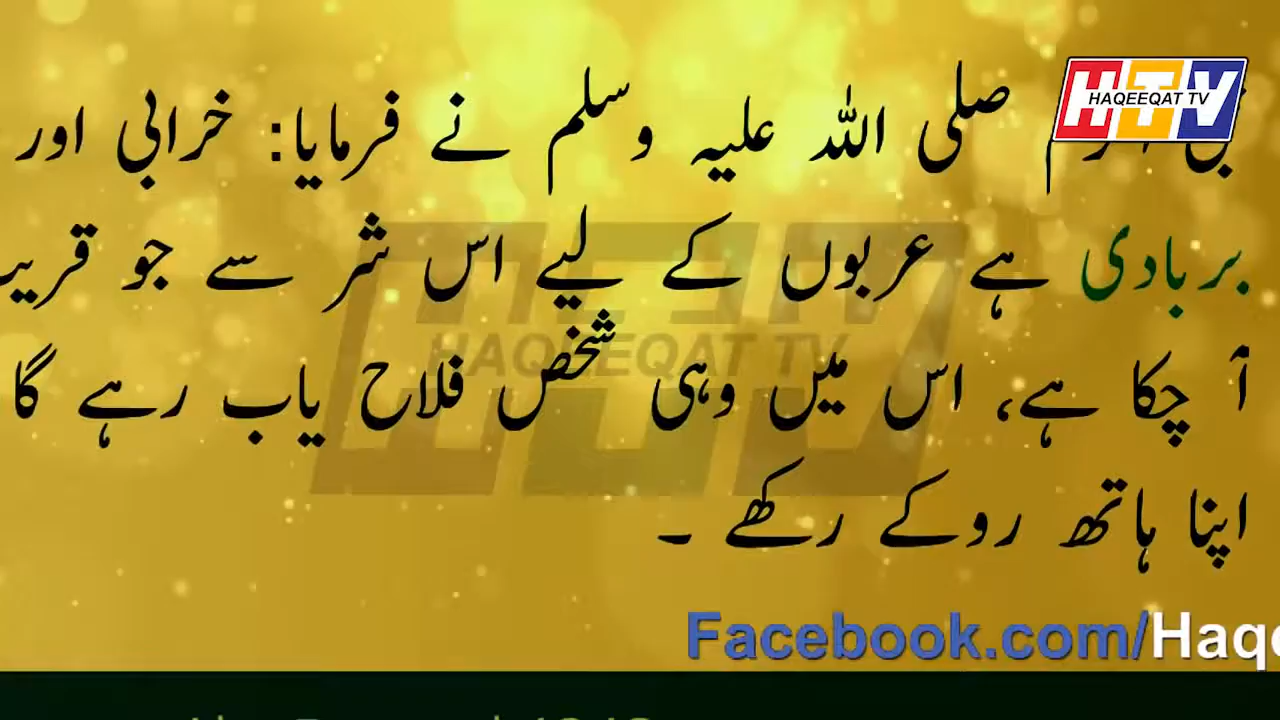 HTV
HAQEEQAT TV
صلی اللہ علیہ وسلم نے فرمایا: خرابی اور
بربادی ہے عربوں کے لیے اس شر سے جو
آ چکا ہے، اس میں وہی شخص فلاح یاب رہے گا
اپنا ہاتھ روکے رکھے ۔
HAQEEQAT TV
Facebook.com/Haqe